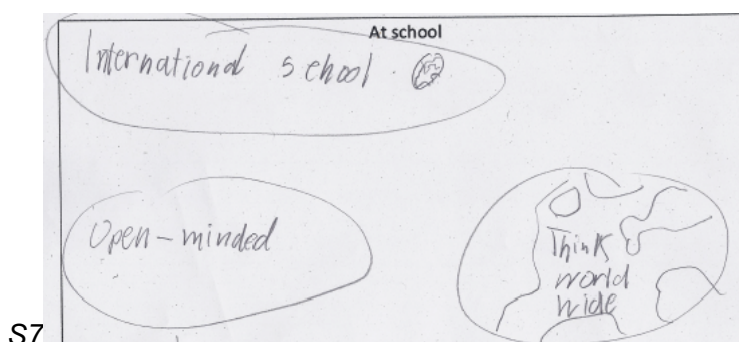 At school
International school
Open-minded
Think
world
wide
S7